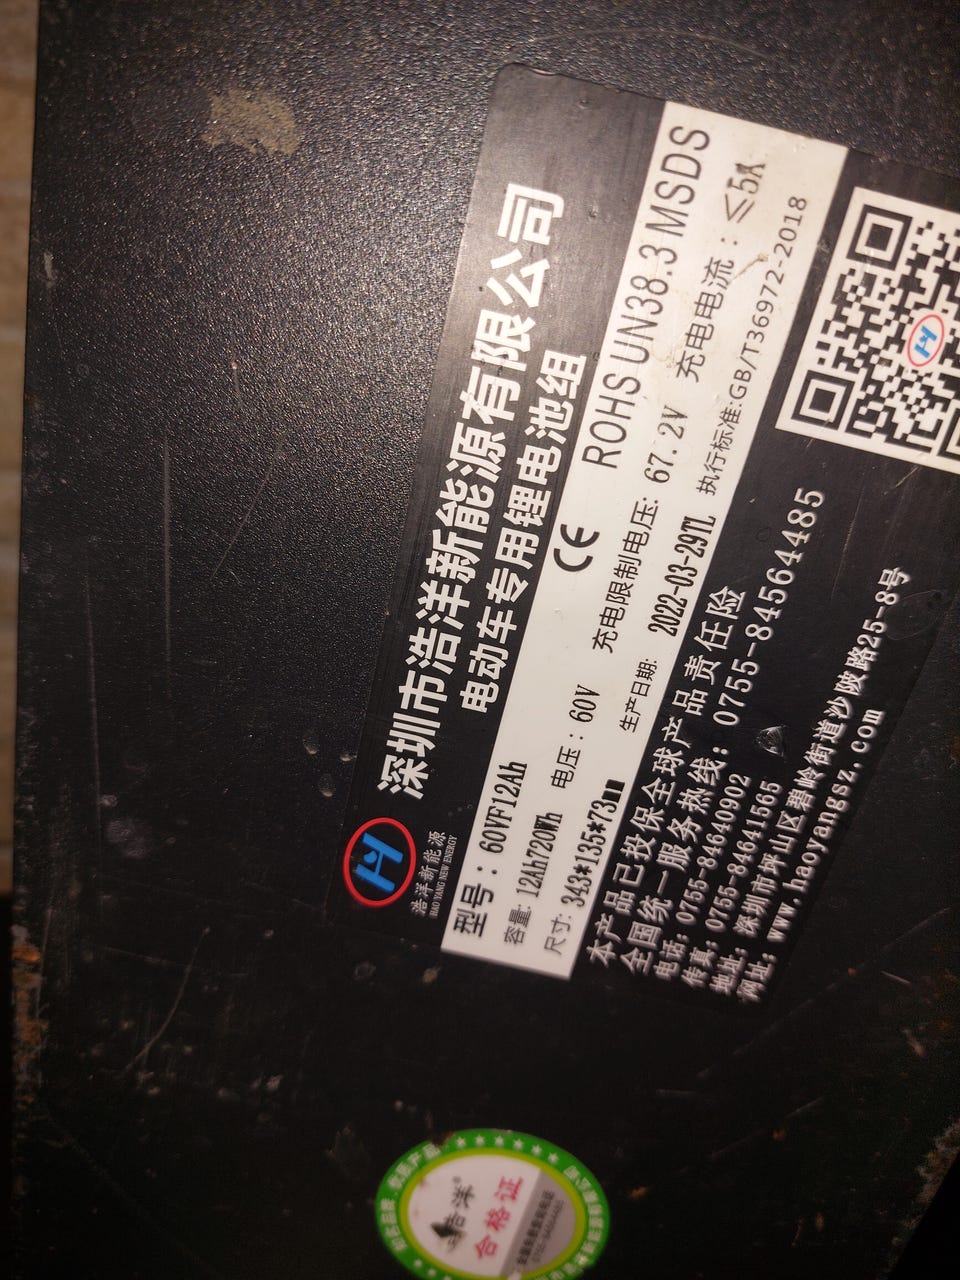 深圳市浩洋新能源有限公司
电动车专用锂电池组
浩洋新能源
HAO YANG NEW ENERGY
CE ROHS UN38.3 MSDS
型号: 60VF12Ah
容量: 12Ah720Wh 电压: 60V 充电限制电压: 67.2V 充电电流: ≤5A
尺寸: 343*135*73mm 生产日期: 2022-03-29TL 执行标准:GB/T36972-2018
本产品已投保全球产品责任险
全国统一服务热线: 0755-84564485
电话: 0755-84640902
传真: 0755-84641565
地址: 深圳市坪山区碧岭街道沙陂路25-8号
网址: www.haoyangsz.com
浩洋
合格证